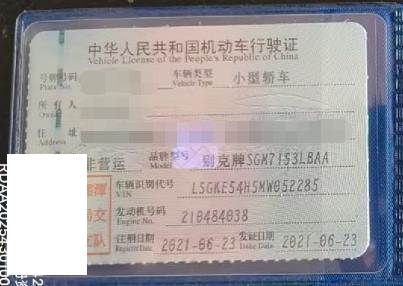 中华人民共和国机动车行驶证
Vehicle License of the People's Republic of China
号牌号码 车辆类型 小型轿车
Plate No. Vehicle Type
所有人
Owner
住址
Address
非营运 品牌型号 别克牌SGM7153LBAA
Model
车辆识别代号 LSGKE54H5MW052285
VIN
发动机号码 210484038
Engine No.
注册日期 2021-06-23 发证日期 2021-06-23
Register Date Issue Date